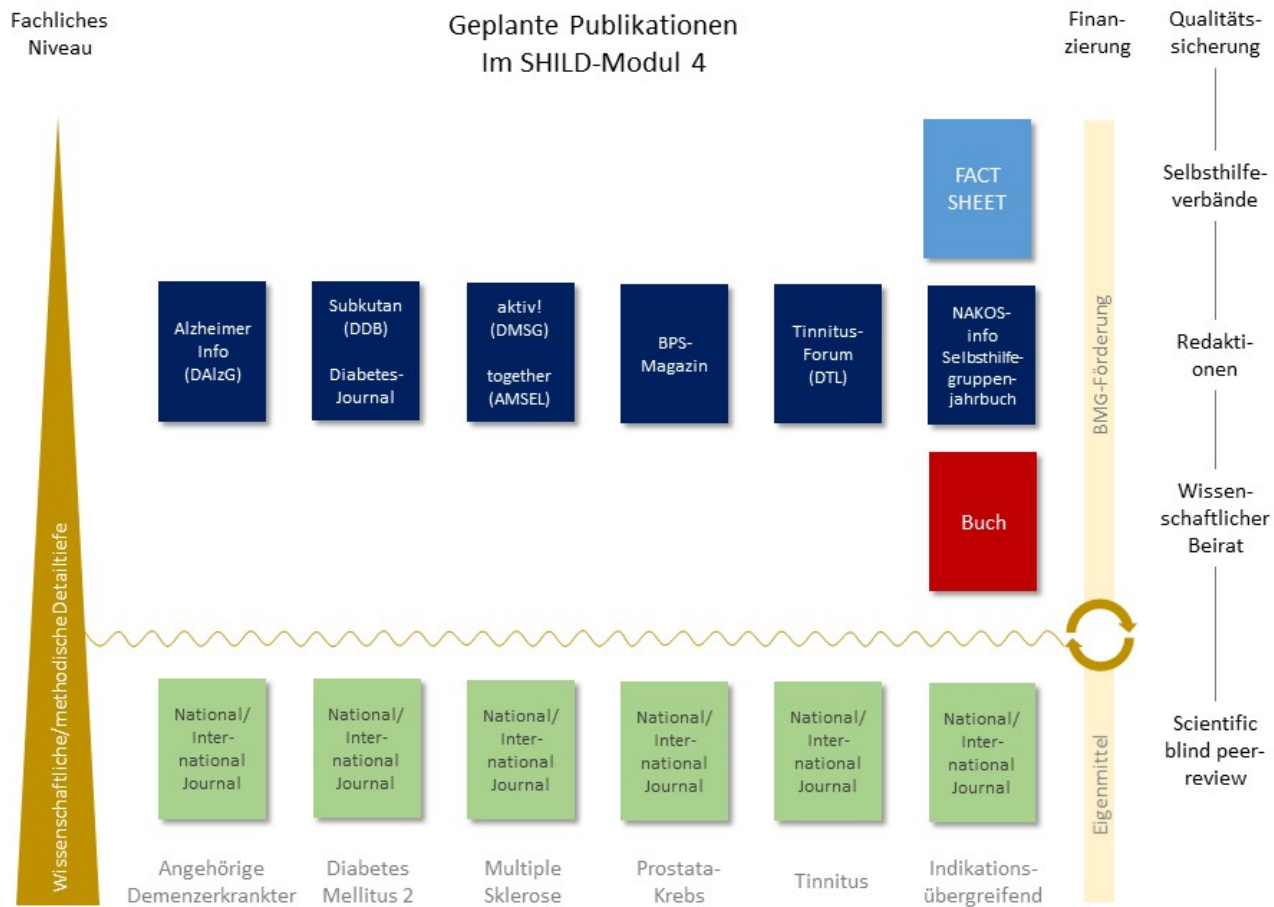 Fachliches
Niveau
Geplante Publikationen
Im SHILD-Modul 4
Finan-
zierung
Qualitäts-
sicherung
FACT
SHEET
Selbsthilfe-
verbände
Alzheimer
Info
(DAlzG)
Subkutan
(DDB)
Diabetes-
Journal
aktiv!
(DMSG)
together
(AMSEL)
BPS-
Magazin
Tinnitus-
Forum
(DTL)
NAKOS-
info
Selbsthilfe-
gruppen-
jahrbuch
Redakti-
onen
BMG-Förderung
Buch
Wissen-
schaftlicher
Beirat
Wissenschaftliche/methodische Detailtiefe
National/
Inter-
national
Journal
National/
Inter-
national
Journal
National/
Inter-
national
Journal
National/
Inter-
national
Journal
National/
Inter-
national
Journal
National/
Inter-
national
Journal
Eigenmittel
Scientific
blind peer-
review
Angehörige
Demenzerkrankter
Diabetes
Mellitus 2
Multiple
Sklerose
Prostata-
Krebs
Tinnitus
Indikations-
übergreifend